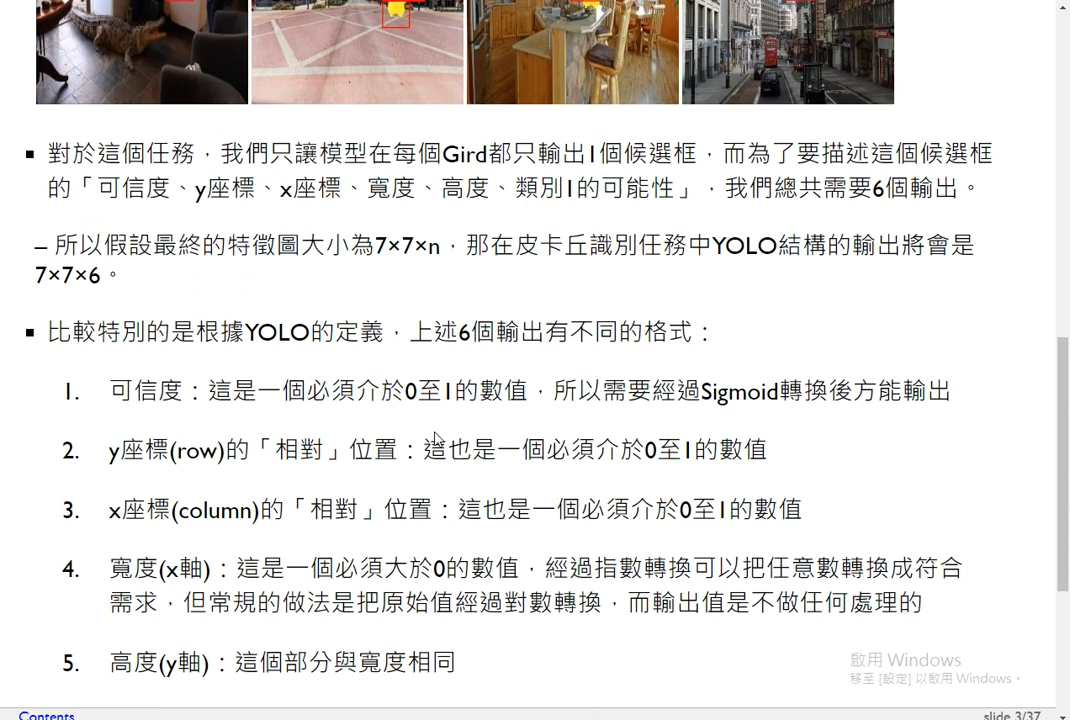 ▪ 對於這個任務，我們只讓模型在每個Gird都只輸出1個候選框，而為了要描述這個候選框
的「可信度、y座標、x座標、寬度、高度、類別1的可能性」，我們總共需要6個輸出。
– 所以假設最終的特徵圖大小為7×7×n，那在皮卡丘識別任務中YOLO結構的輸出將會是
7×7×6。
▪ 比較特別的是根據YOLO的定義，上述6個輸出有不同的格式：
1. 可信度：這是一個必須介於0至1的數值，所以需要經過Sigmoid轉換後方能輸出
2. y座標(row)的「相對」位置：這也是一個必須介於0至1的數值
3. x座標(column)的「相對」位置：這也是一個必須介於0至1的數值
4. 寬度(x軸)：這是一個必須大於0的數值，經過指數轉換可以把任意數轉換成符合
需求，但常規的做法是把原始值經過對數轉換，而輸出值是不做任何處理的
5. 高度(y軸)：這個部分與寬度相同
啟用 Windows
移至 [設定] 以啟用 Windows。
Contents
slide 3/37